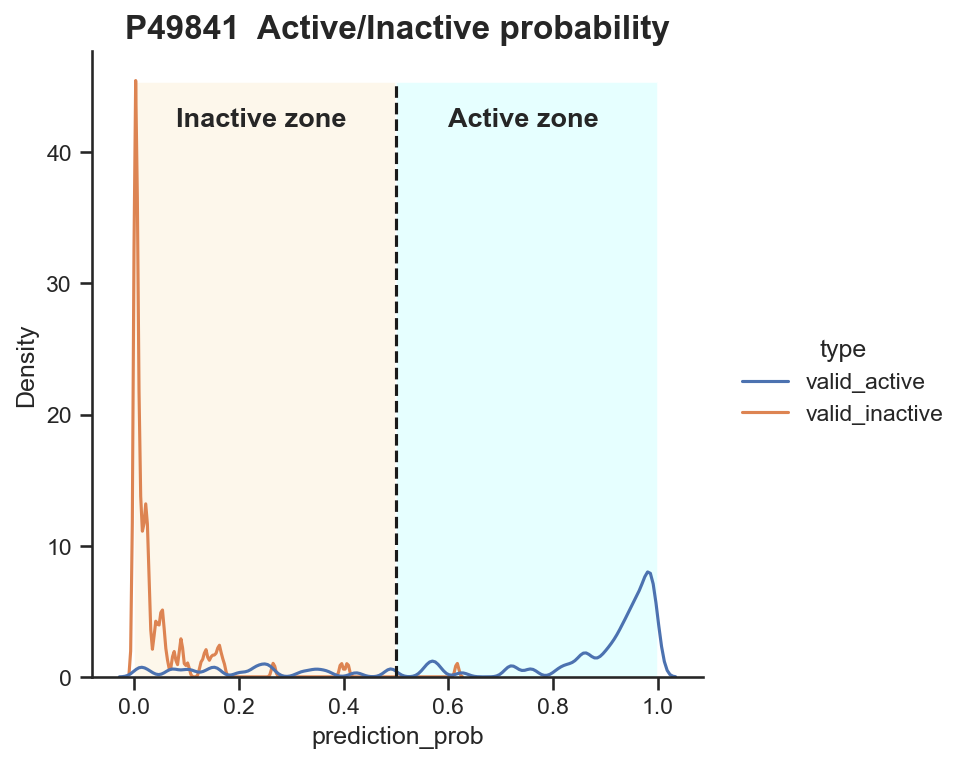 P49841  Active/Inactive probability
Inactive zone
Active zone
Density
40
30
20
10
0
0.0
0.2
0.4
0.6
0.8
1.0
prediction_prob
type
valid_active
valid_inactive